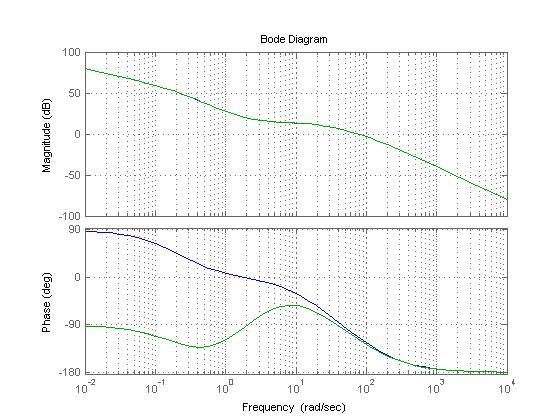 Bode Diagram
Magnitude (dB)
100
50
0
-50
-100
Phase (deg)
90
0
-90
-180
10^-2 10^-1 10^0 10^1 10^2 10^3 10^4
Frequency (rad/sec)